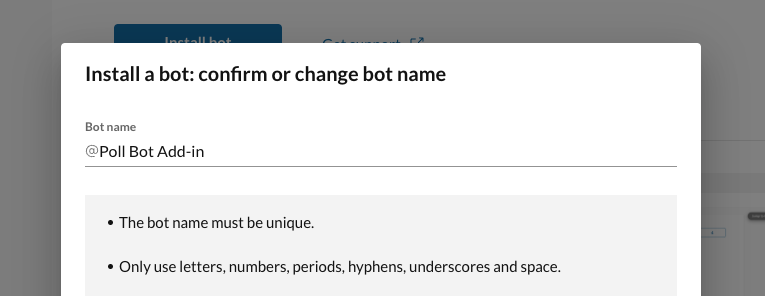 Install bot Get support
Install a bot: confirm or change bot name
Bot name
@Poll Bot Add-in
• The bot name must be unique.
• Only use letters, numbers, periods, hyphens, underscores and space.